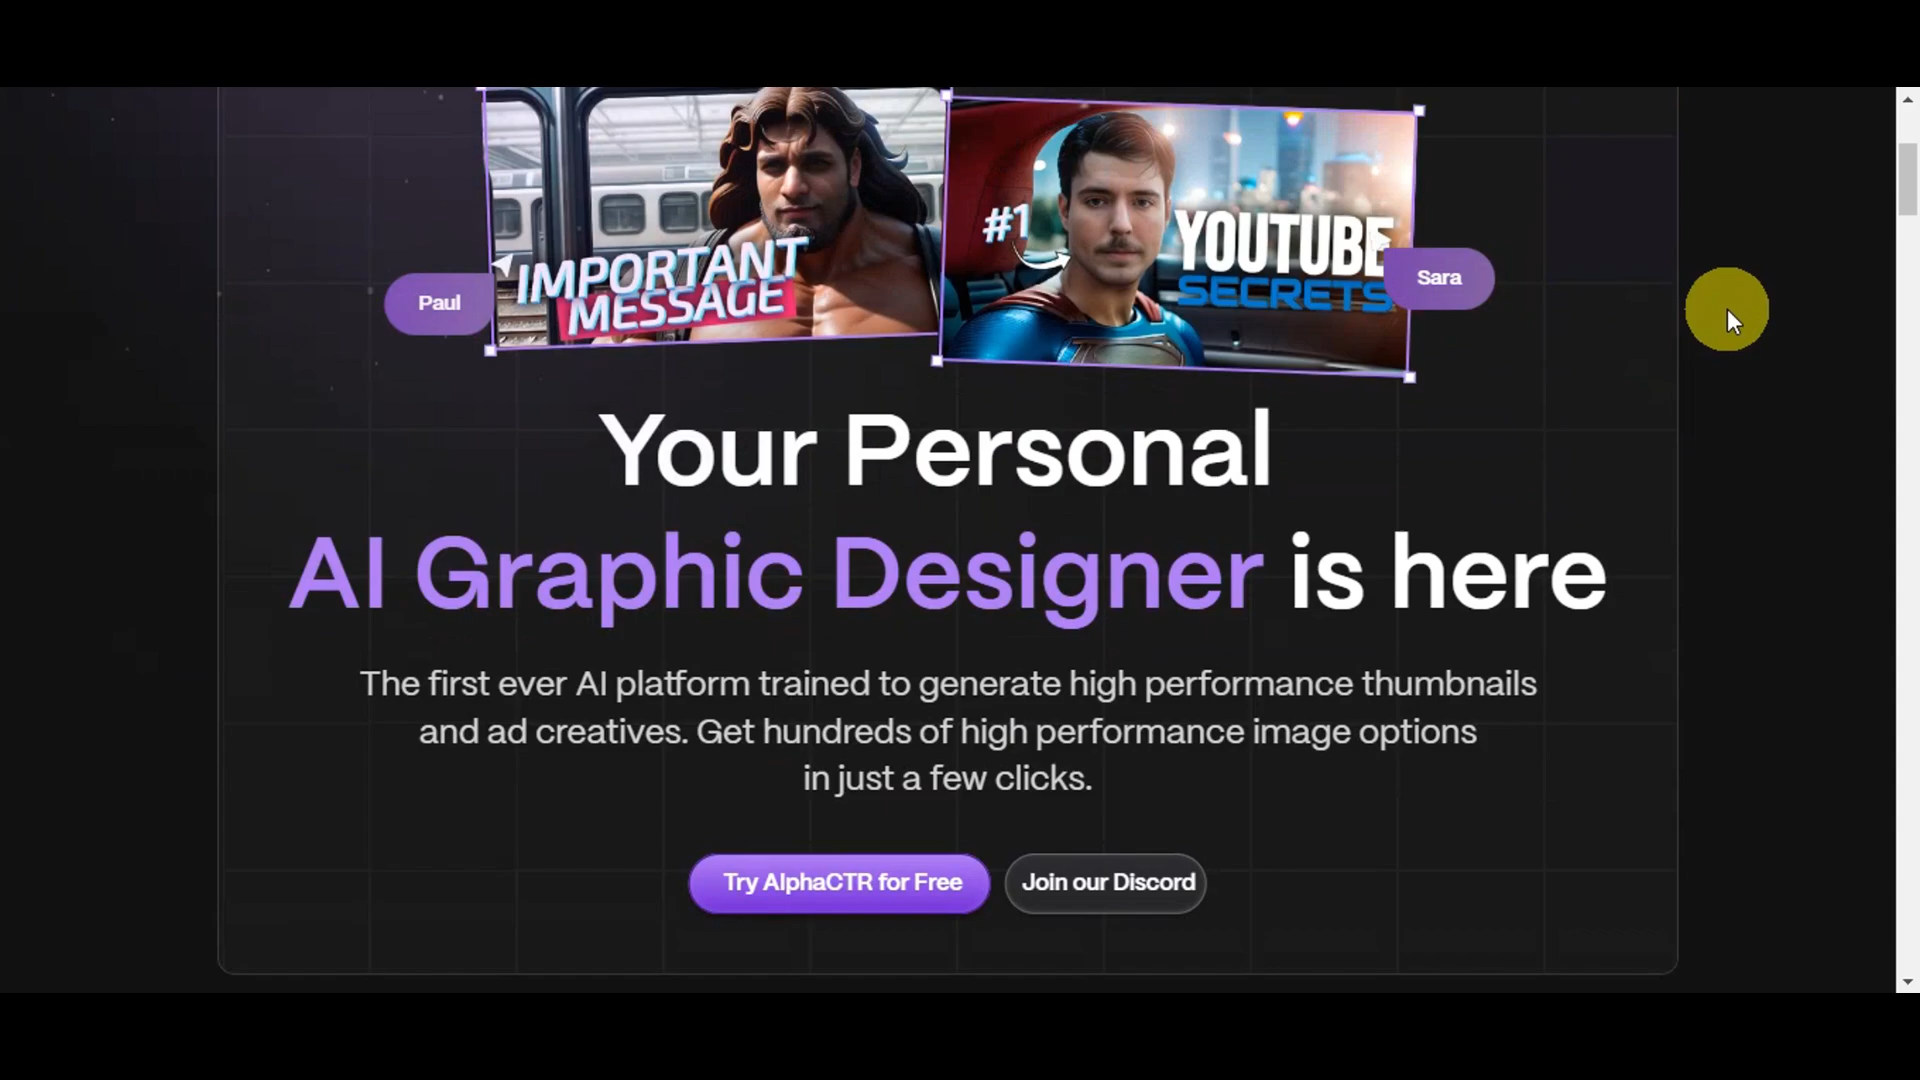 IMPORTANT
MESSAGE
#1
YOUTUBE
SECRETS
Paul
Sara
Your Personal
AI Graphic Designer is here
The first ever AI platform trained to generate high performance thumbnails
and ad creatives. Get hundreds of high performance image options
in just a few clicks.
Try AlphaCTR for Free
Join our Discord